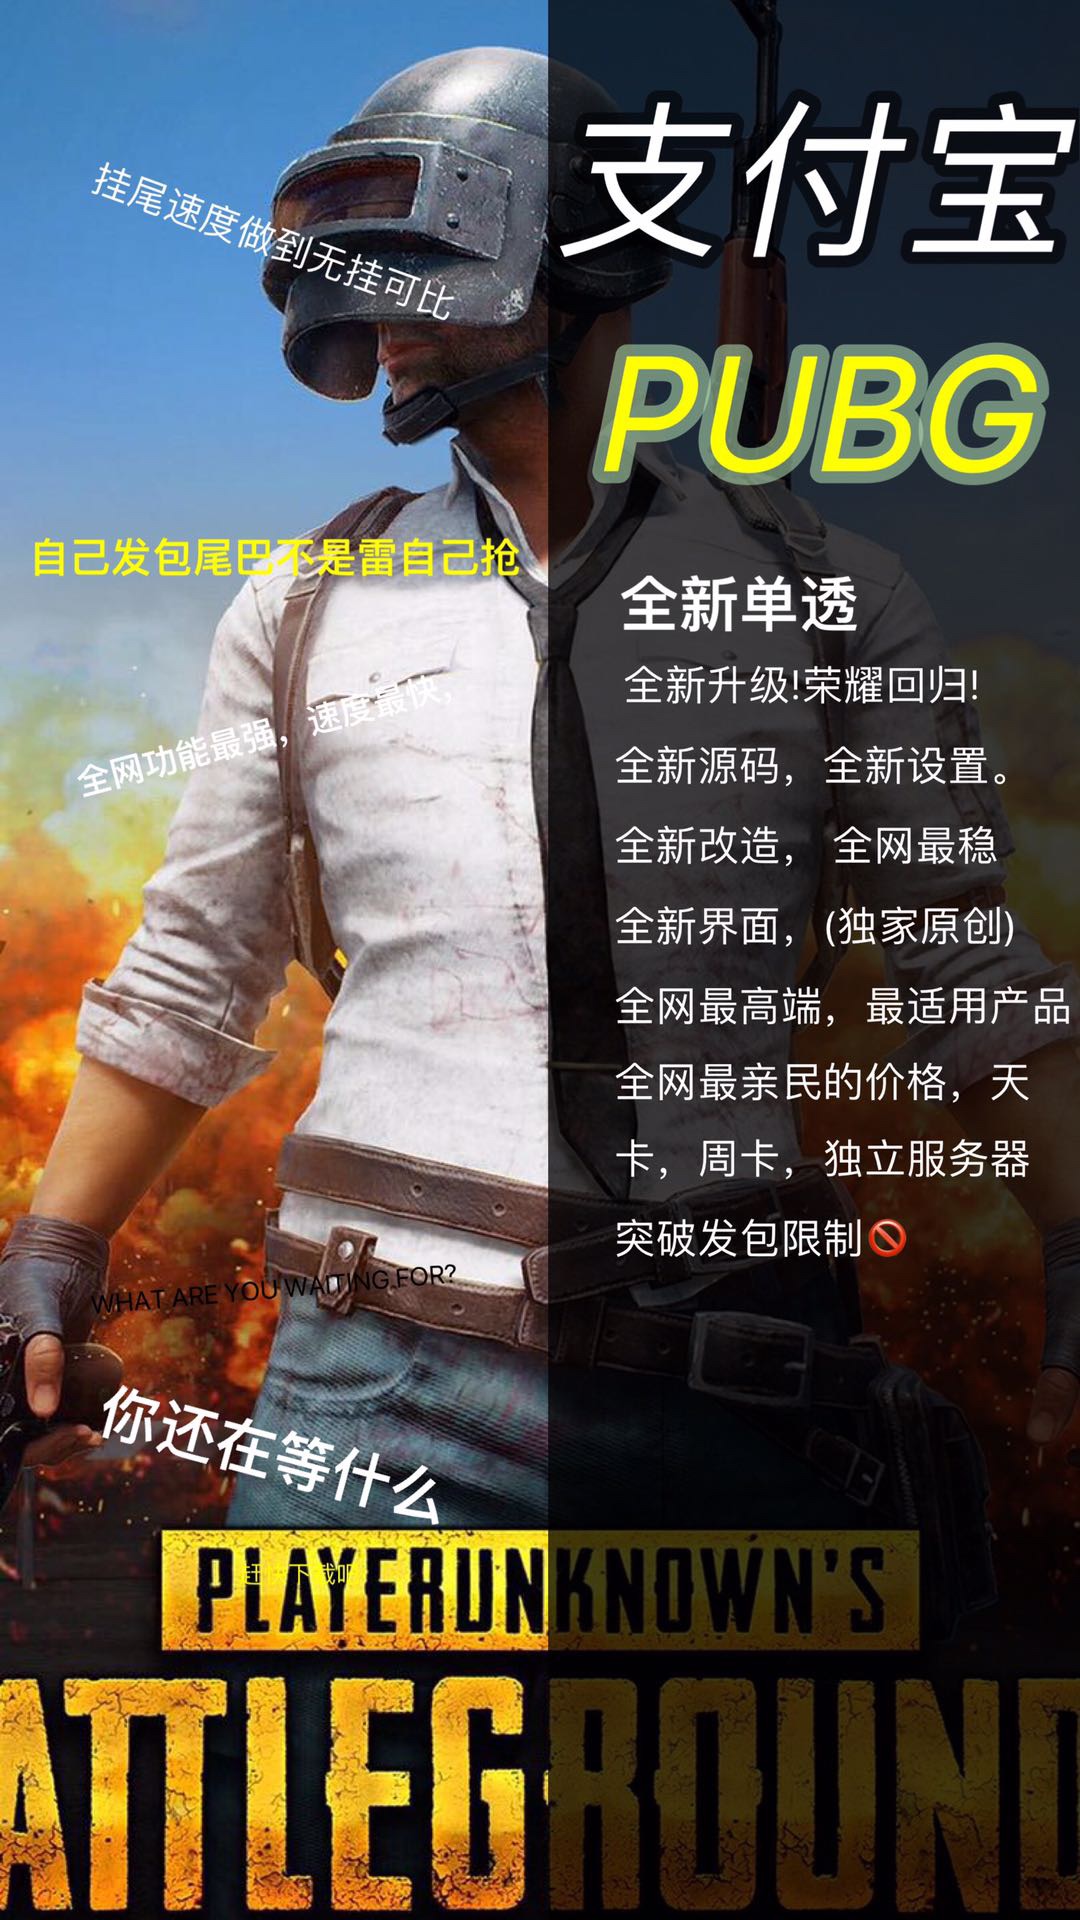 支付宝
PUBG
挂尾速度做到无挂可比
自己发包尾巴不是雷自己抢
全网功能最强，速度最快，
全新单透
全新升级!荣耀回归!
全新源码，全新设置。
全新改造， 全网最稳
全新界面，(独家原创)
全网最高端，最适用产品
全网最亲民的价格，天
卡，周卡，独立服务器
突破发包限制🚫
WHAT ARE YOU WAITING FOR?
你还在等什么
赶快下载吧
PLAYERUNKNOWN'S
ATTLEGROUND